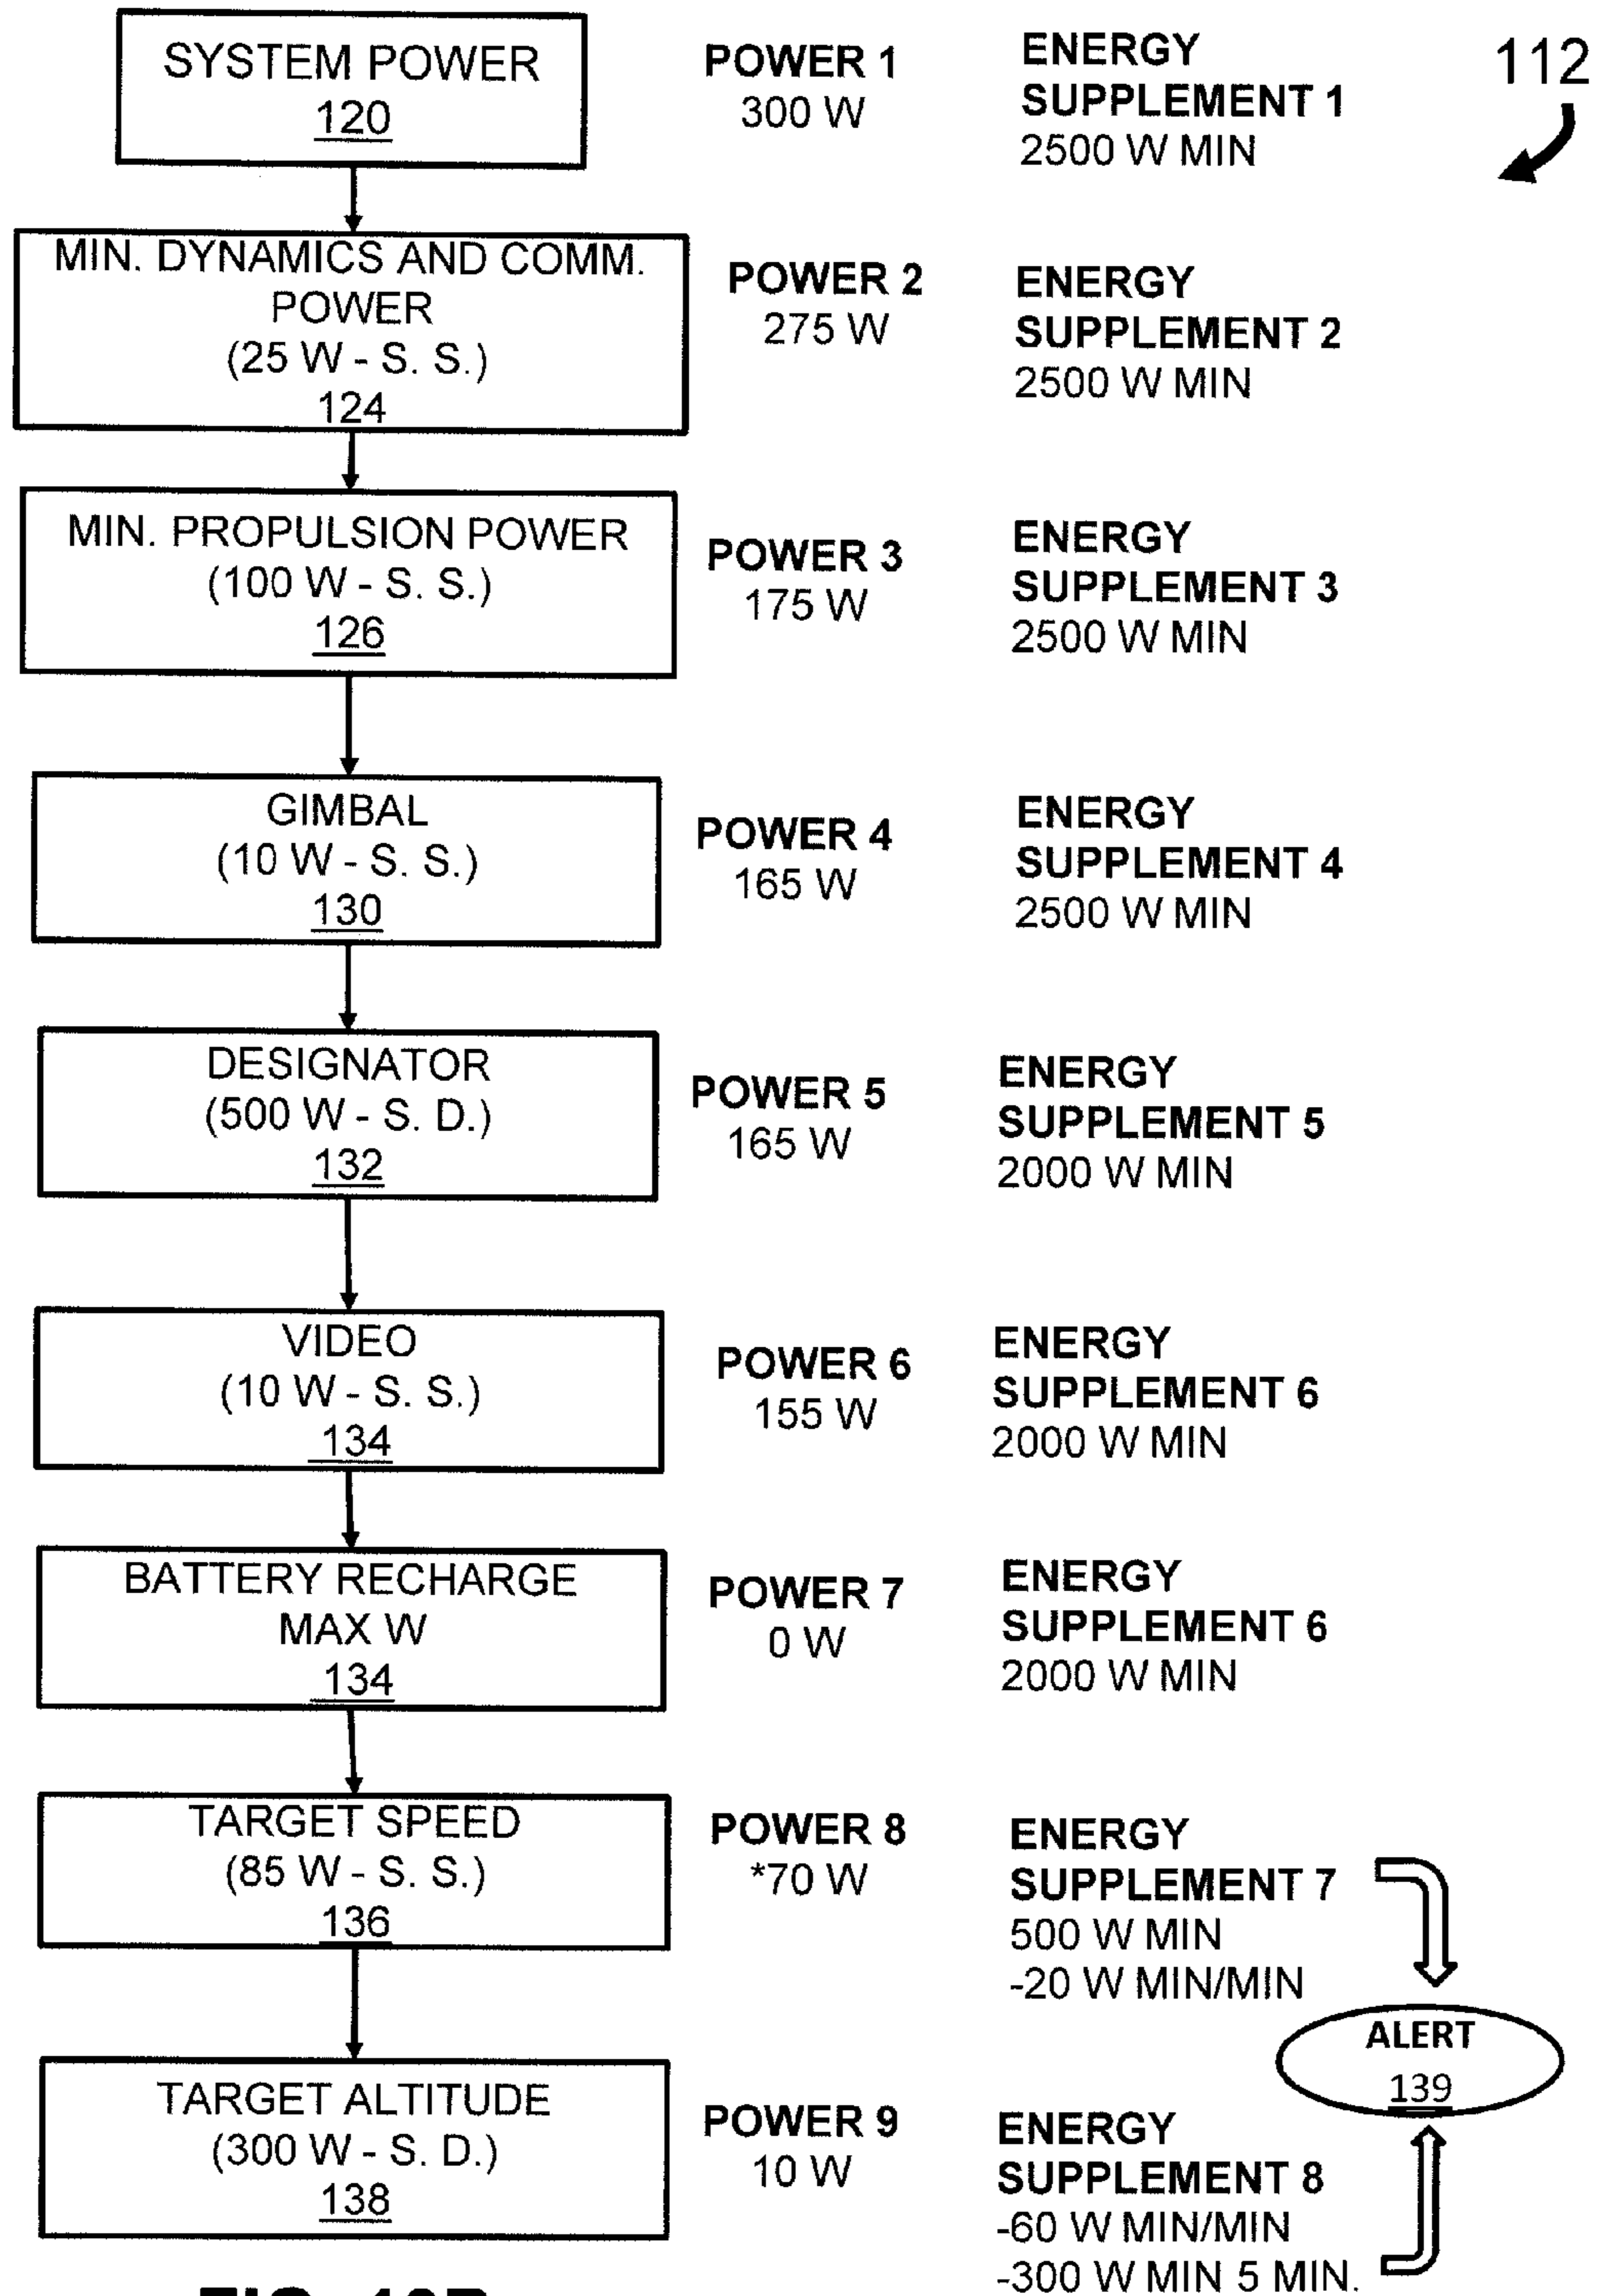 SYSTEM POWER
120
POWER 1
300 W
ENERGY
SUPPLEMENT 1
2500 W MIN
112
MIN. DYNAMICS AND COMM.
POWER
(25 W - S. S.)
124
POWER 2
275 W
ENERGY
SUPPLEMENT 2
2500 W MIN
MIN. PROPULSION POWER
(100 W - S. S.)
126
POWER 3
175 W
ENERGY
SUPPLEMENT 3
2500 W MIN
GIMBAL
(10 W - S. S.)
130
POWER 4
165 W
ENERGY
SUPPLEMENT 4
2500 W MIN
DESIGNATOR
(500 W - S. D.)
132
POWER 5
165 W
ENERGY
SUPPLEMENT 5
2000 W MIN
VIDEO
(10 W - S. S.)
134
POWER 6
155 W
ENERGY
SUPPLEMENT 6
2000 W MIN
BATTERY RECHARGE
MAX W
134
POWER 7
0 W
ENERGY
SUPPLEMENT 6
2000 W MIN
TARGET SPEED
(85 W - S. S.)
136
POWER 8
*70 W
ENERGY
SUPPLEMENT 7
500 W MIN
-20 W MIN/MIN
ALERT
139
TARGET ALTITUDE
(300 W - S. D.)
138
POWER 9
10 W
ENERGY
SUPPLEMENT 8
-60 W MIN/MIN
-300 W MIN 5 MIN.